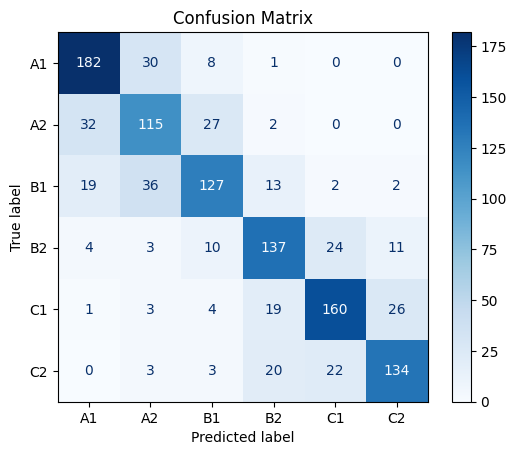 Confusion Matrix
A1 182 30 8 1 0 0
A2 32 115 27 2 0 0
B1 19 36 127 13 2 2
B2 4 3 10 137 24 11
C1 1 3 4 19 160 26
C2 0 3 3 20 22 134
A1 A2 B1 B2 C1 C2
Predicted label
True label
175
150
125
100
75
50
25
0